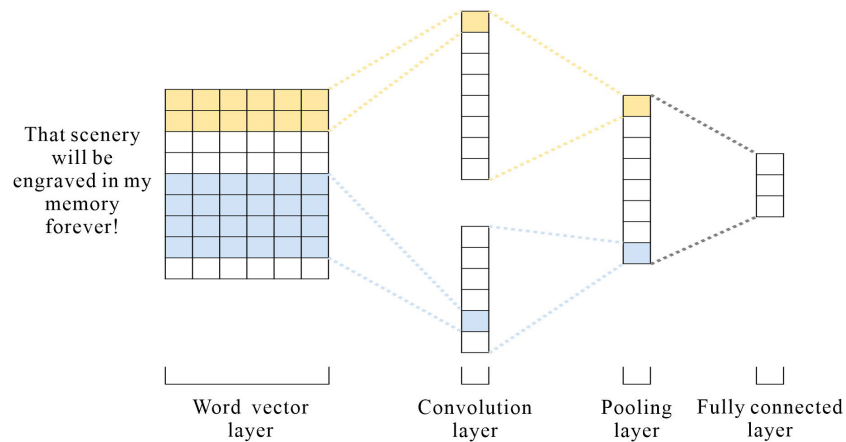 That scenery
will be
engraved in my
memory
forever!
Word vector
layer
Convolution
layer
Pooling
layer
Fully connected
layer